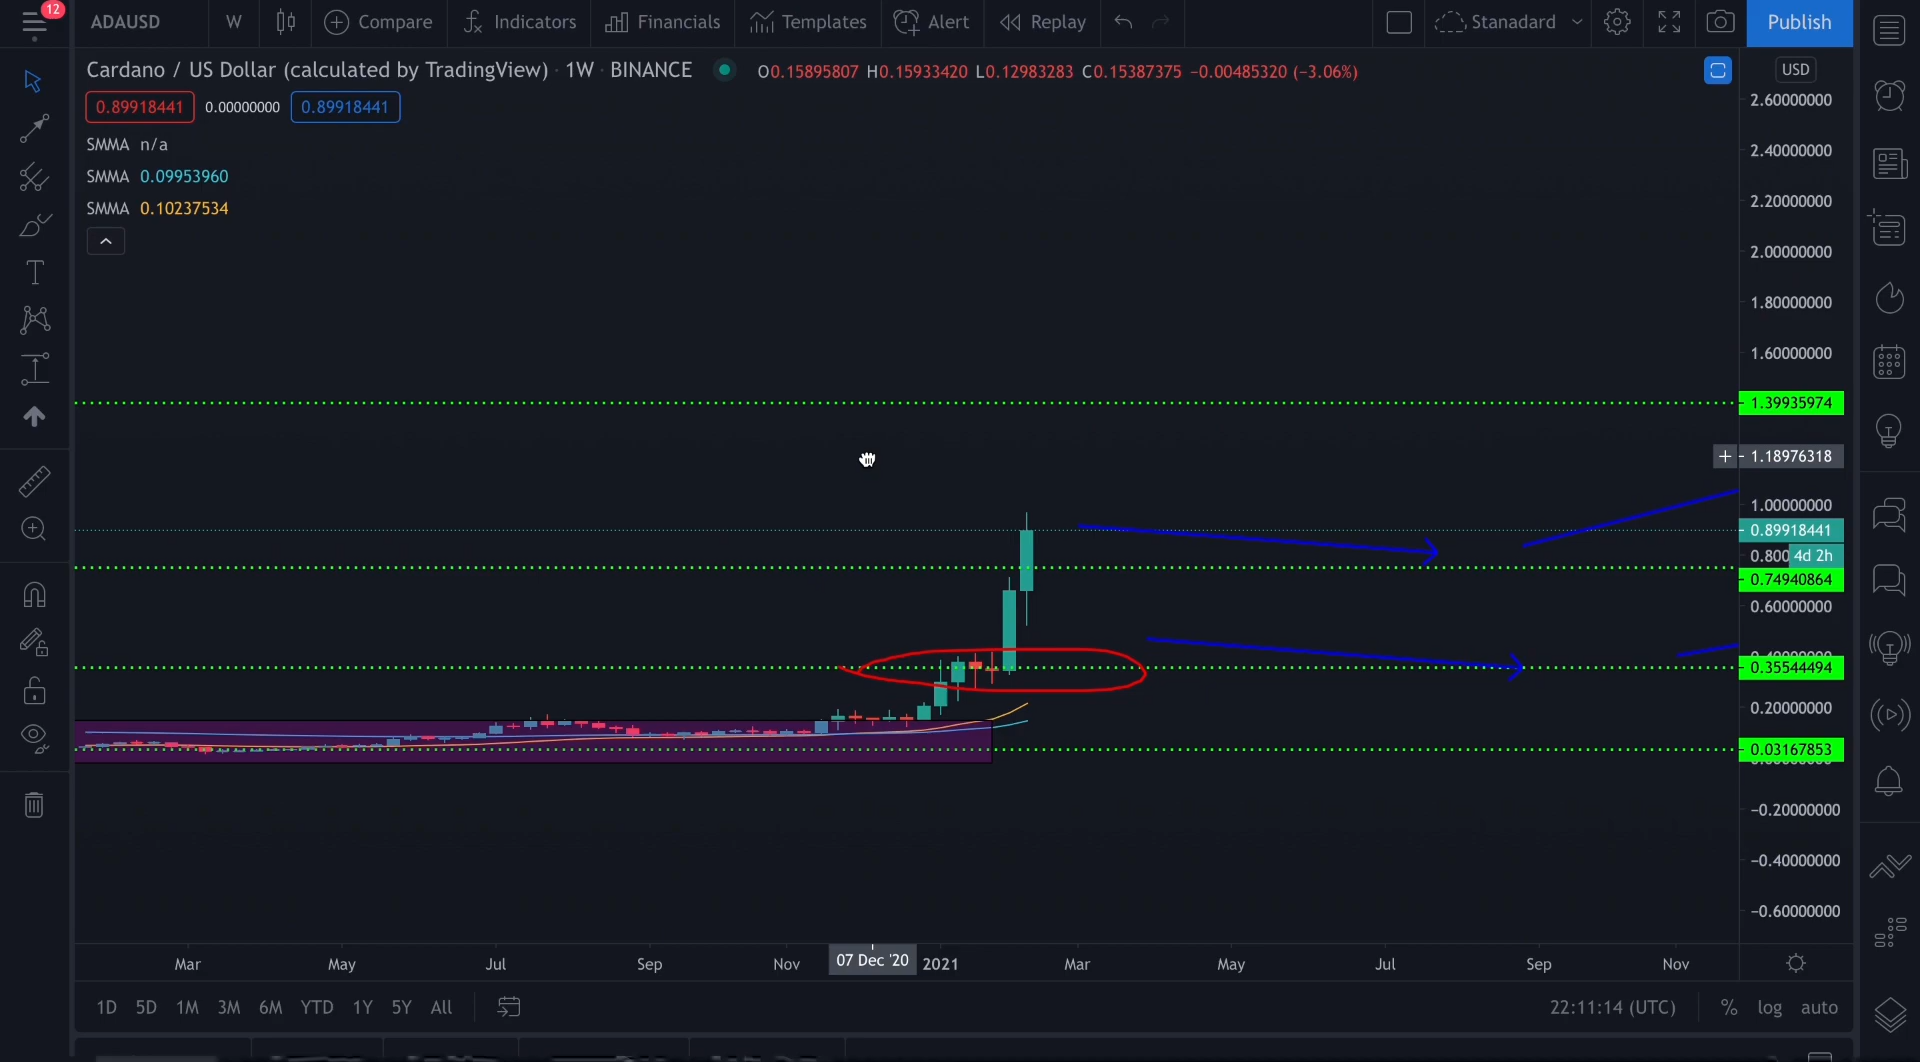 12
ADAUSD W Compare Indicators Financials Templates Alert Replay Stanadard Publish
Cardano / US Dollar (calculated by TradingView) · 1W · BINANCE O0.15895807 H0.15933420 L0.12983283 C0.15387375 −0.00485320 (−3.06%) USD
0.89918441 0.00000000 0.89918441
SMMA n/a
SMMA 0.09953960
SMMA 0.10237534
2.60000000
2.40000000
2.20000000
2.00000000
1.80000000
1.60000000
1.39935974
+ 1.18976318
1.00000000
0.89918441
0.800 4d 2h
0.74940864
0.60000000
0.35544494
0.20000000
0.03167853
−0.20000000
−0.40000000
−0.60000000
Mar May Jul Sep Nov 07 Dec '20 2021 Mar May Jul Sep Nov
1D 5D 1M 3M 6M YTD 1Y 5Y All 22:11:14 (UTC) % log auto